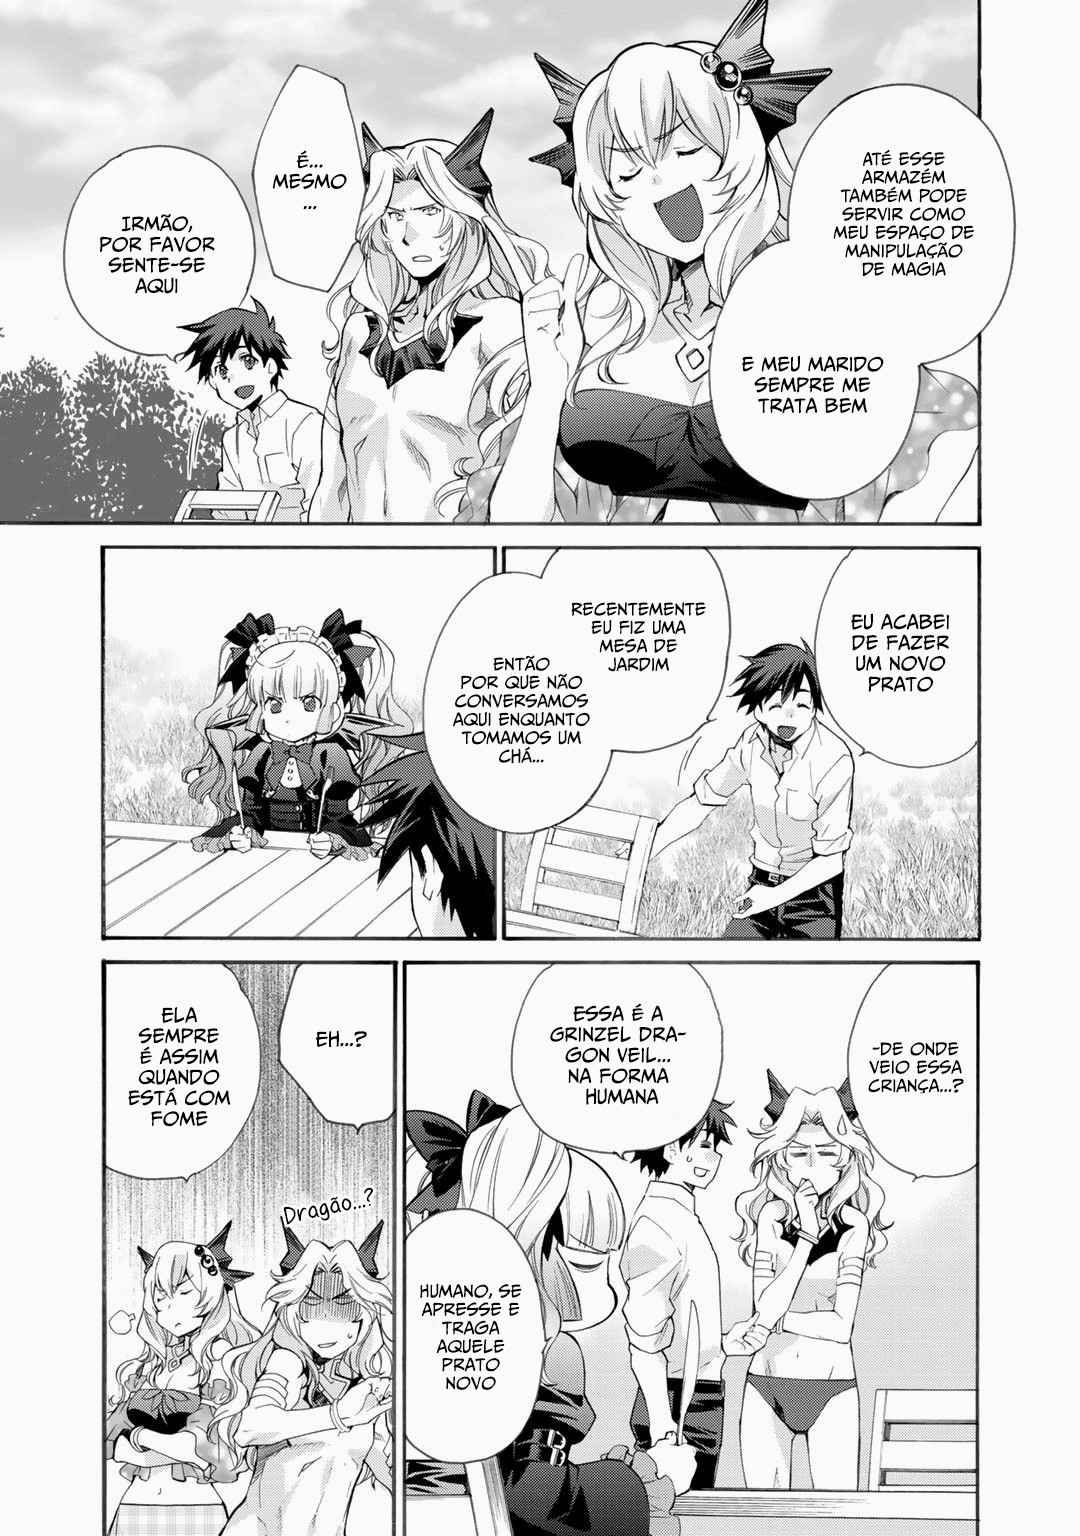 ATÉ ESSE
ARMAZÉM
TAMBÉM PODE
SERVIR COMO
MEU ESPAÇO DE
MANIPULAÇÃO
DE MAGIA
E MEU MARIDO
SEMPRE ME
TRATA BEM
É...
MESMO
...
IRMÃO,
POR FAVOR
SENTE-SE
AQUI
EU ACABEI
DE FAZER
UM NOVO
PRATO
RECENTEMENTE
EU FIZ UMA
MESA DE
JARDIM
ENTÃO
POR QUE NÃO
CONVERSAMOS
AQUI ENQUANTO
TOMAMOS UM
CHÁ...
-DE ONDE
VEIO ESSA
CRIANÇA...?
ESSA É A
GRINZEL DRA-
GON VEIL...
NA FORMA
HUMANA
HUMANO, SE
APRESSE E
TRAGA
AQUELE
PRATO
NOVO
EH...?
ELA
SEMPRE
É ASSIM
QUANDO
ESTÁ COM
FOME
Dragão...?